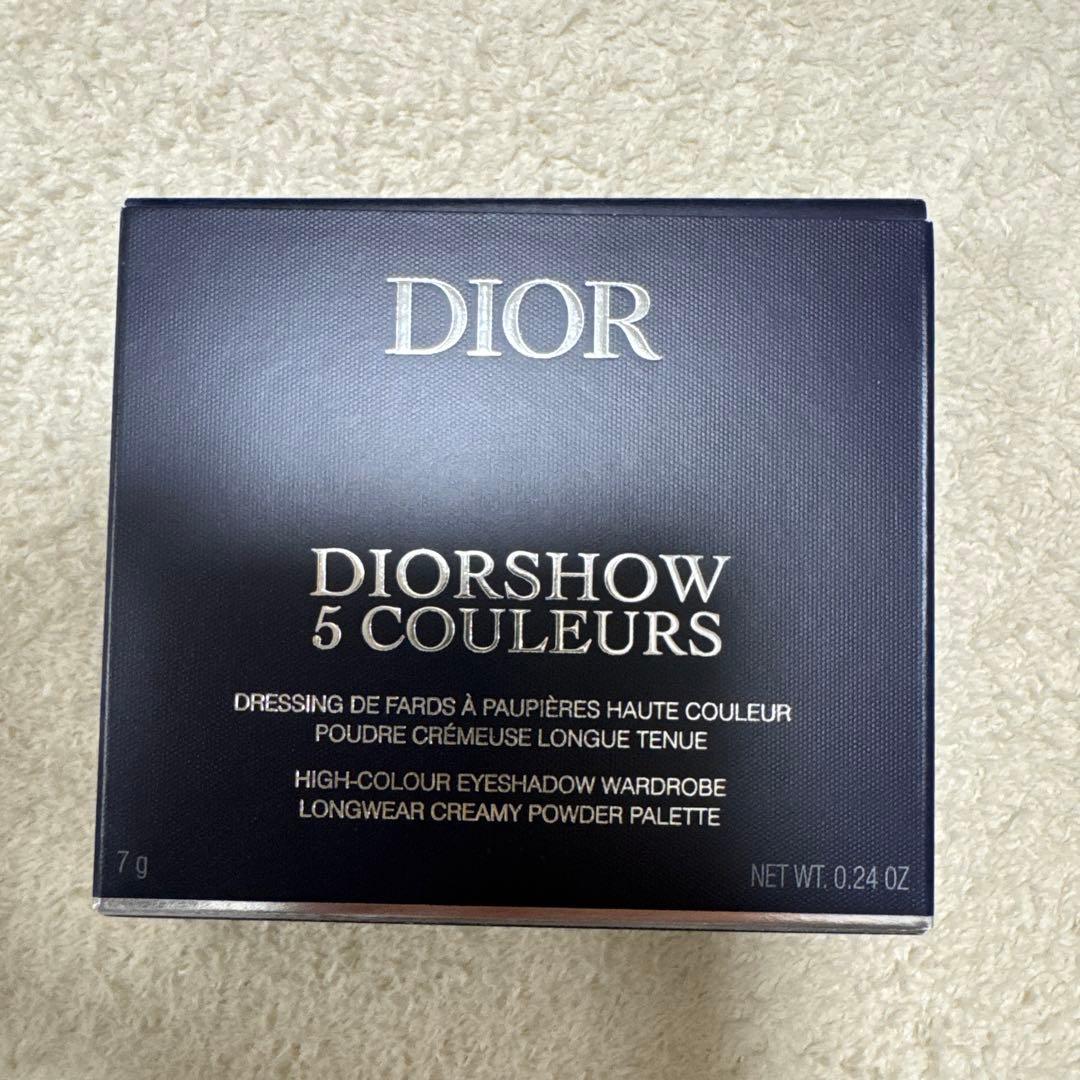 DIOR
DIORSHOW
5 COULEURS
DRESSING DE FARDS À PAUPIÈRES HAUTE COULEUR
POUDRE CRÉMEUSE LONGUE TENUE
HIGH-COLOUR EYESHADOW WARDROBE
LONGWEAR CREAMY POWDER PALETTE
7 g
NET WT. 0.24 OZ